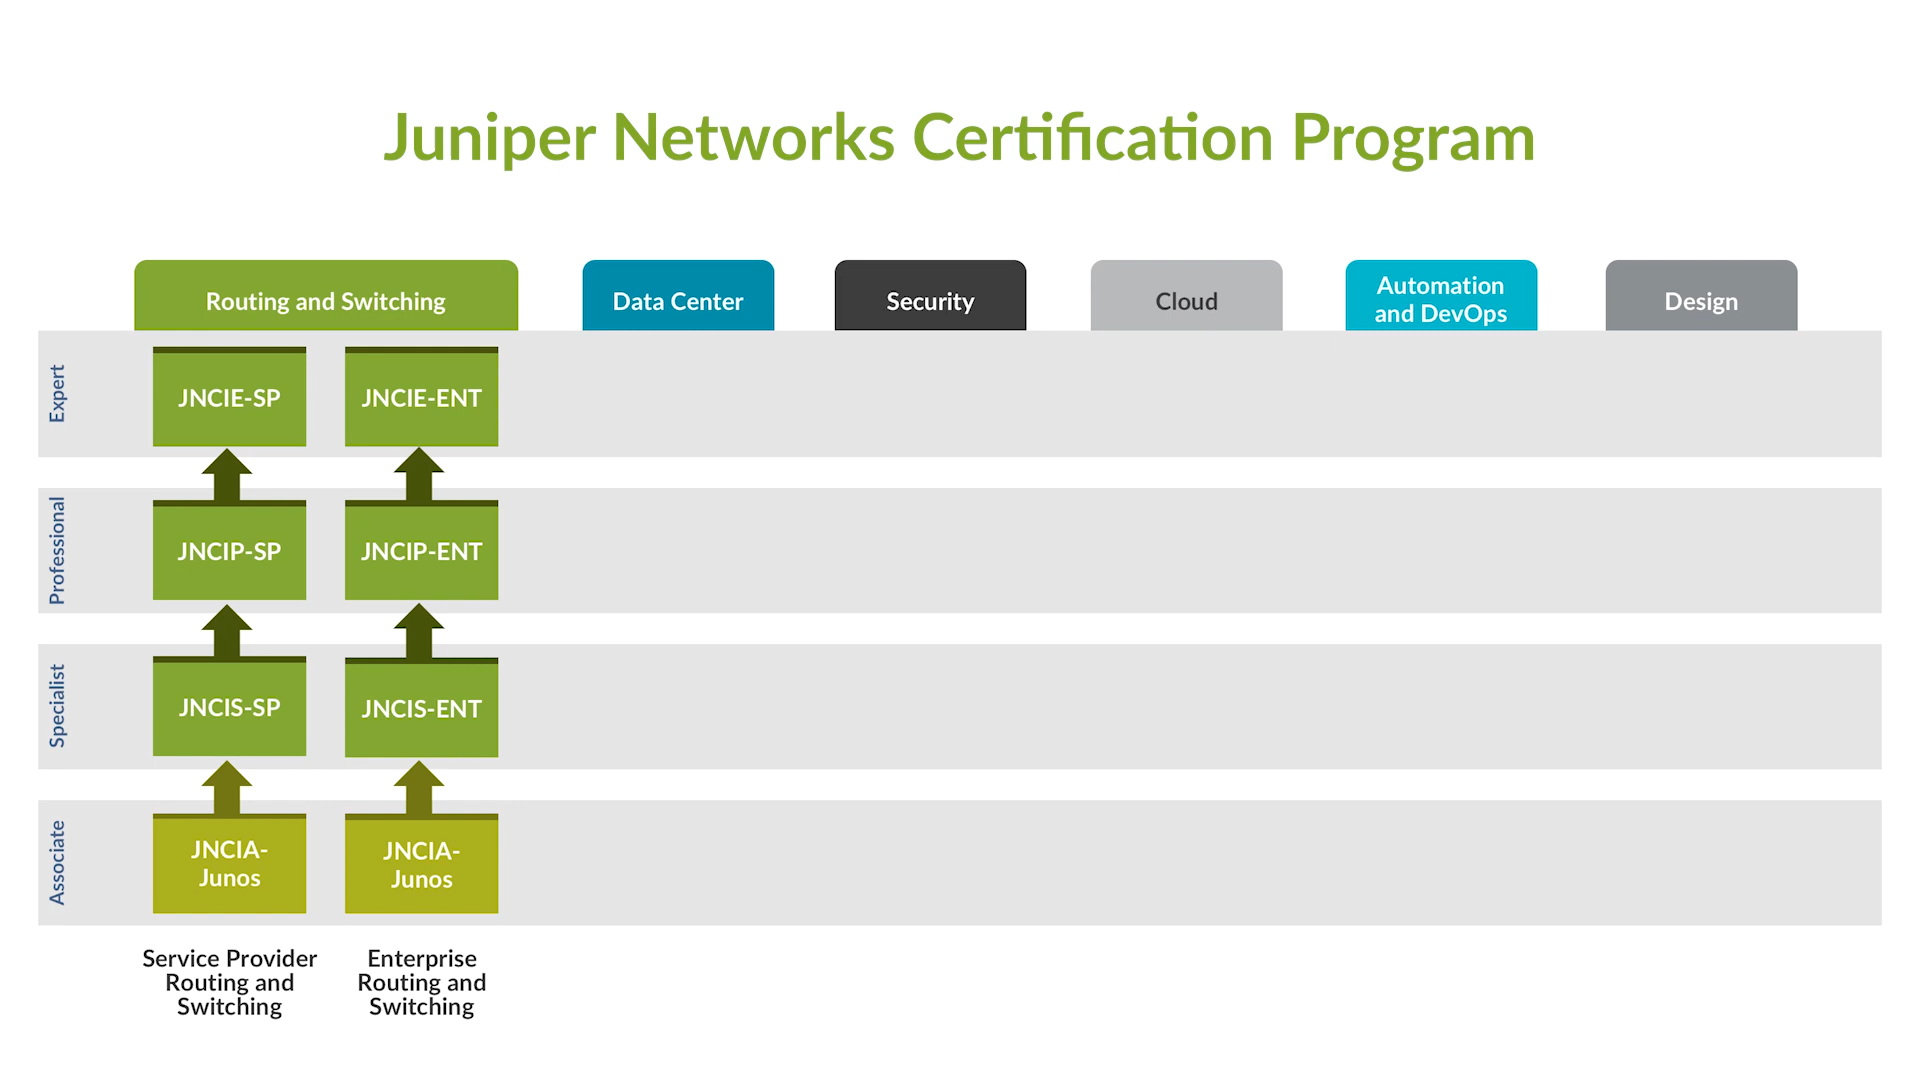 Juniper Networks Certification Program
Routing and Switching
Data Center
Security
Cloud
Automation
and DevOps
Design
Expert
JNCIE-SP
JNCIE-ENT
Professional
JNCIP-SP
JNCIP-ENT
Specialist
JNCIS-SP
JNCIS-ENT
Associate
JNCIA-
Junos
JNCIA-
Junos
Service Provider
Routing and
Switching
Enterprise
Routing and
Switching